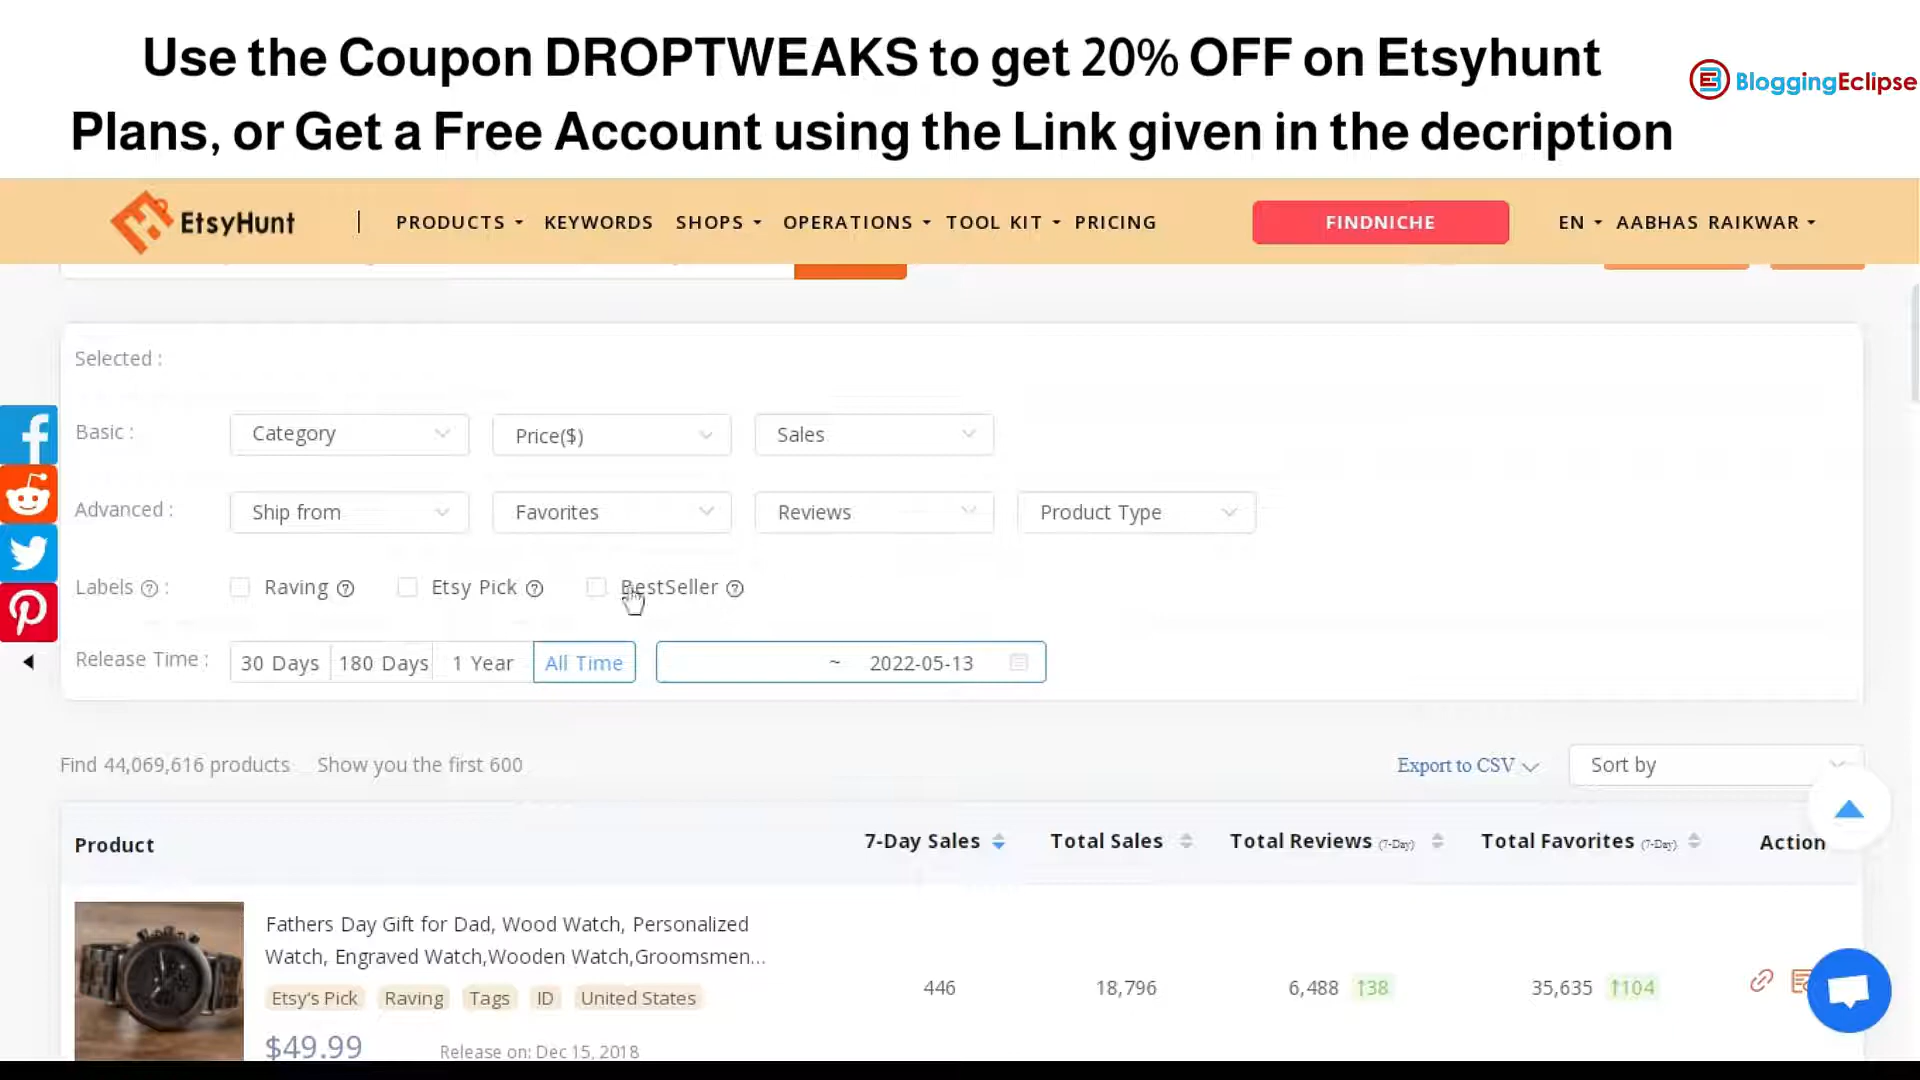 Use the Coupon DROPTWEAKS to get 20% OFF on Etsyhunt
Plans, or Get a Free Account using the Link given in the decription
BloggingEclipse
EtsyHunt
PRODUCTS KEYWORDS SHOPS OPERATIONS TOOL KIT PRICING FINDNICHE EN AABHAS RAIKWAR
Selected :
Basic : Category Price($) Sales
Advanced : Ship from Favorites Reviews Product Type
Labels ? : Raving ? Etsy Pick ? BestSeller ?
Release Time : 30 Days 180 Days 1 Year All Time ~ 2022-05-13
Find 44,069,616 products Show you the first 600 Export to CSV Sort by
Product 7-Day Sales Total Sales Total Reviews (7-Day) Total Favorites (7-Day) Action
Fathers Day Gift for Dad, Wood Watch, Personalized
Watch, Engraved Watch,Wooden Watch,Groomsmen...
446 18,796 6,488 ↑38 35,635 ↑104
Etsy's Pick Raving Tags ID United States
$49.99 Release on: Dec 15, 2018